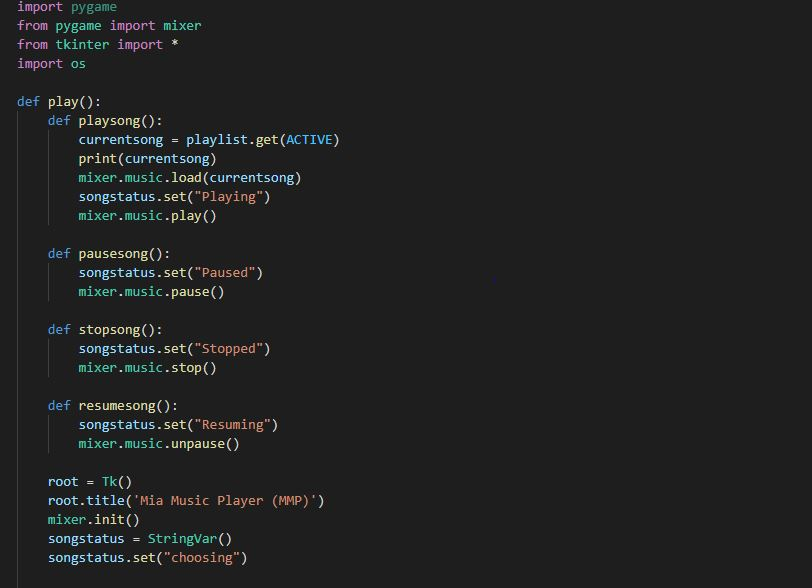 import pygame
from pygame import mixer
from tkinter import *
import os

def play():
    def playsong():
        currentsong = playlist.get(ACTIVE)
        print(currentsong)
        mixer.music.load(currentsong)
        songstatus.set("Playing")
        mixer.music.play()

    def pausesong():
        songstatus.set("Paused")
        mixer.music.pause()

    def stopsong():
        songstatus.set("Stopped")
        mixer.music.stop()

    def resumesong():
        songstatus.set("Resuming")
        mixer.music.unpause()

    root = Tk()
    root.title('Mia Music Player (MMP)')
    mixer.init()
    songstatus = StringVar()
    songstatus.set("choosing")